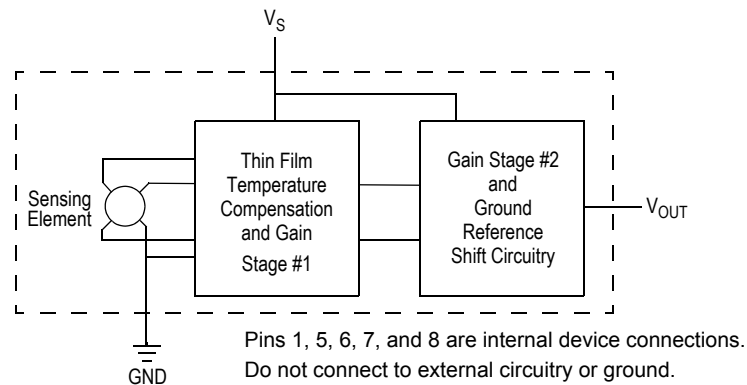 V_S
Sensing
Element
Thin Film
Temperature
Compensation
and Gain
Stage #1
Gain Stage #2
and
Ground
Reference
Shift Circuitry
V_OUT
GND
Pins 1, 5, 6, 7, and 8 are internal device connections.
Do not connect to external circuitry or ground.